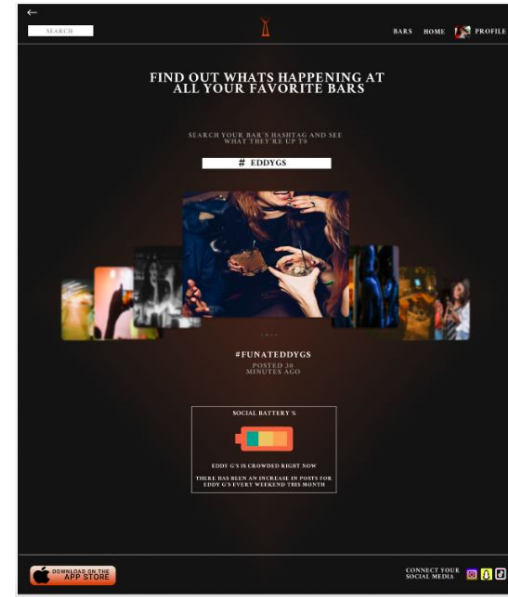 SEARCH
BARS HOME PROFILE
FIND OUT WHATS HAPPENING AT
ALL YOUR FAVORITE BARS
SEARCH YOUR BAR'S HASHTAG AND SEE
WHAT THEY'RE UP TO
# EDDYGS
#FUNATEDDYGS
POSTED 30
MINUTES AGO
SOCIAL BATTERY %
EDDY G'S IS CROWDED RIGHT NOW
THERE HAS BEEN AN INCREASE IN POSTS FOR
EDDY G'S EVERY WEEKEND THIS MONTH
DOWNLOAD ON THE
APP STORE
CONNECT YOUR
SOCIAL MEDIA